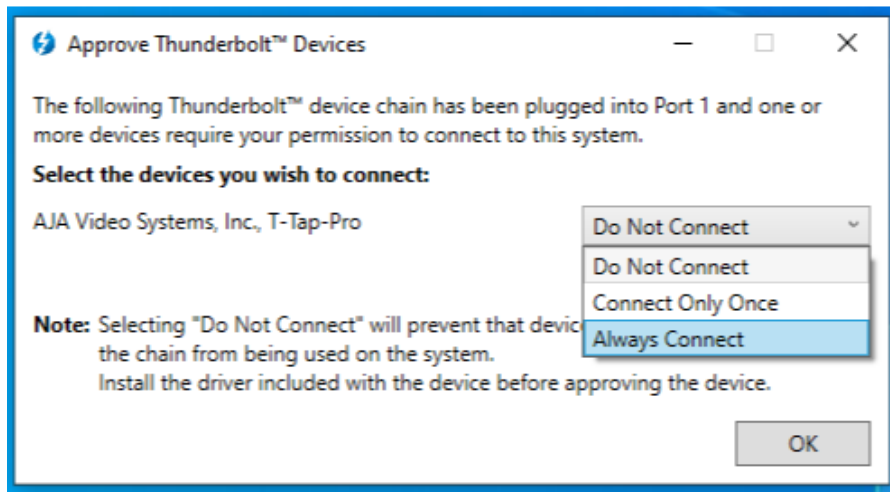 Approve Thunderbolt™ Devices
The following Thunderbolt™ device chain has been plugged into Port 1 and one or
more devices require your permission to connect to this system.
Select the devices you wish to connect:
AJA Video Systems, Inc., T-Tap-Pro
Do Not Connect
Do Not Connect
Connect Only Once
Always Connect
Note: Selecting "Do Not Connect" will prevent that
the chain from being used on the system.
Install the driver included with the device before approving the device.
OK